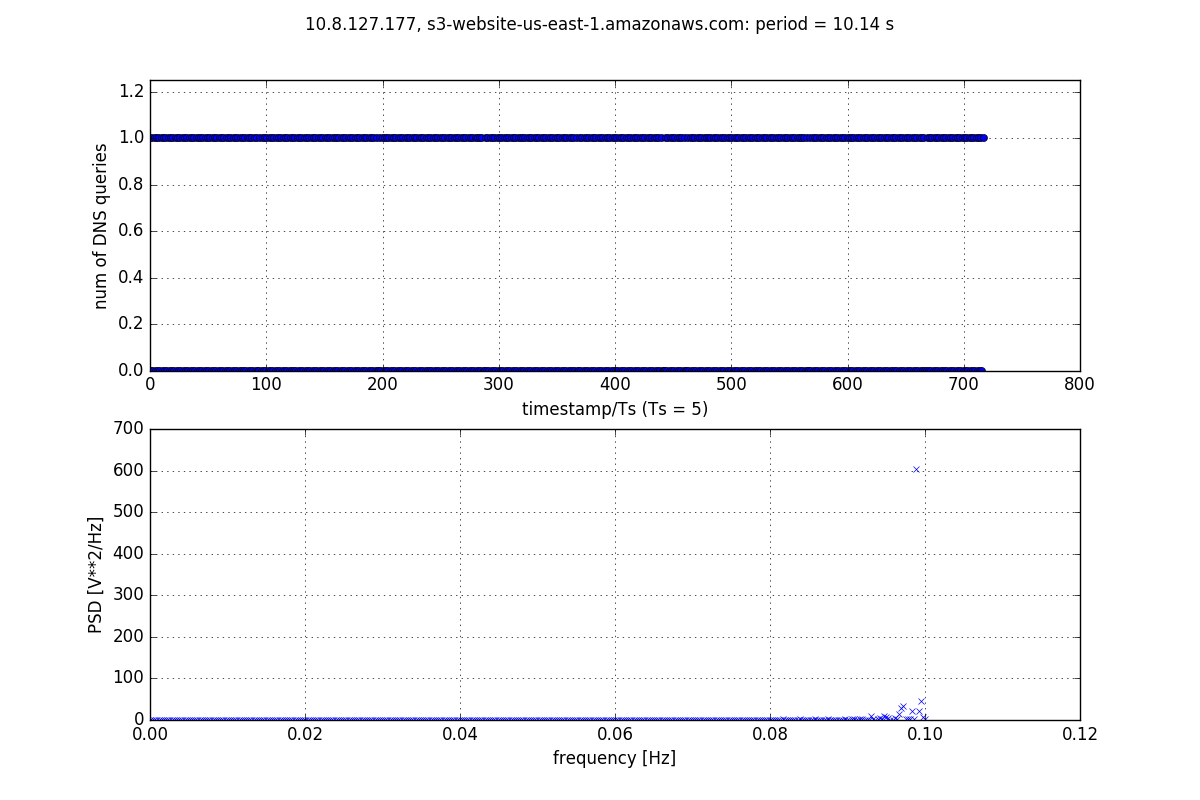 10.8.127.177, s3-website-us-east-1.amazonaws.com: period = 10.14 s
1.2
1.0
0.8
0.6
0.4
0.2
0.0
num of DNS queries
0 100 200 300 400 500 600 700 800
timestamp/Ts (Ts = 5)
700
600
500
400
300
200
100
0
PSD [V**2/Hz]
0.00 0.02 0.04 0.06 0.08 0.10 0.12
frequency [Hz]